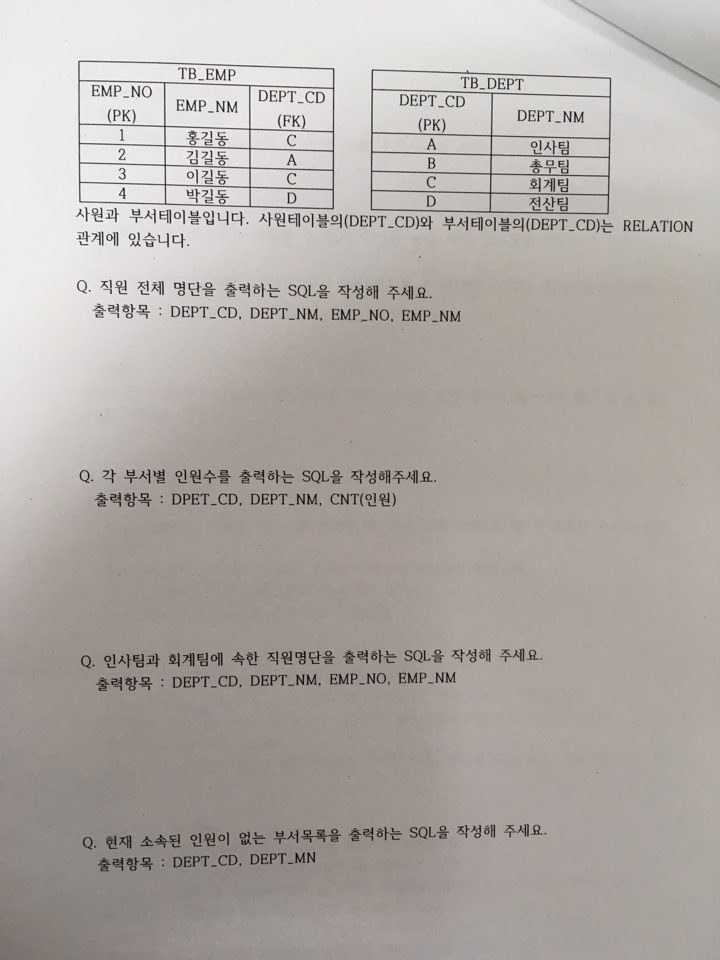 TB_EMP
EMP_NO (PK) EMP_NM DEPT_CD (FK)
1 홍길동 C
2 김길동 A
3 이길동 C
4 박길동 D
TB_DEPT
DEPT_CD (PK) DEPT_NM
A 인사팀
B 총무팀
C 회계팀
D 전산팀
사원과 부서테이블입니다. 사원테이블의(DEPT_CD)와 부서테이블의(DEPT_CD)는 RELATION
관계에 있습니다.
Q. 직원 전체 명단을 출력하는 SQL을 작성해 주세요.
출력항목 : DEPT_CD, DEPT_NM, EMP_NO, EMP_NM
Q. 각 부서별 인원수를 출력하는 SQL을 작성해주세요.
출력항목 : DPET_CD, DEPT_NM, CNT(인원)
Q. 인사팀과 회계팀에 속한 직원명단을 출력하는 SQL을 작성해 주세요.
출력항목 : DEPT_CD, DEPT_NM, EMP_NO, EMP_NM
Q. 현재 소속된 인원이 없는 부서목록을 출력하는 SQL을 작성해 주세요.
출력항목 : DEPT_CD, DEPT_MN